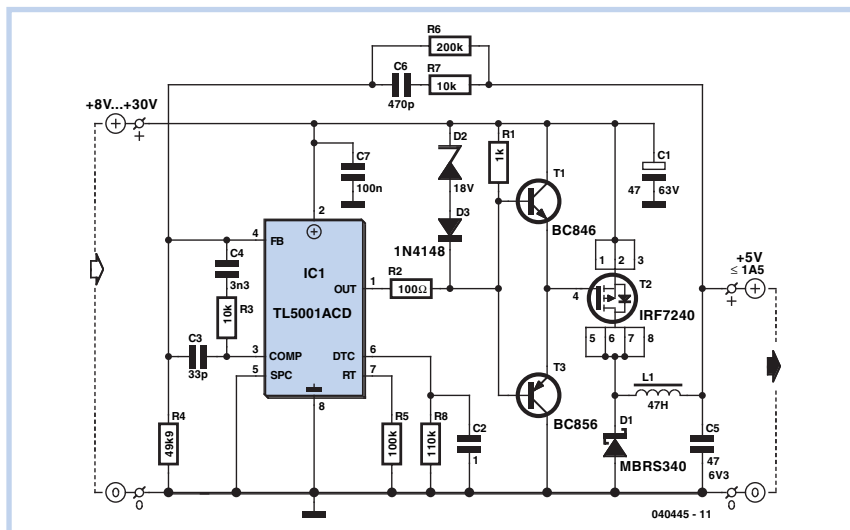 R6
200k
C6
R7
10k
470p
+8V...+30V
+
+
D2
18V
R1
1k
C7
100n
T1
BC846
C1
47
63V
2
+
4
FB
C4
3n3
D3
1N4148
1
2
3
+5V
≤ 1A5
IC1
OUT
1
R2
100Ω
4
T2
+
+
IRF7240
R3
10k
TL5001ACD
5
6
7
8
C3
33p
3
COMP
DTC
6
5
SPC
RT
7
T3
BC856
L1
47H
8
R4
49k9
R5
100k
R8
110k
C2
1
D1
MBRS340
C5
47
6V3
0
0
0
0
040445 - 11